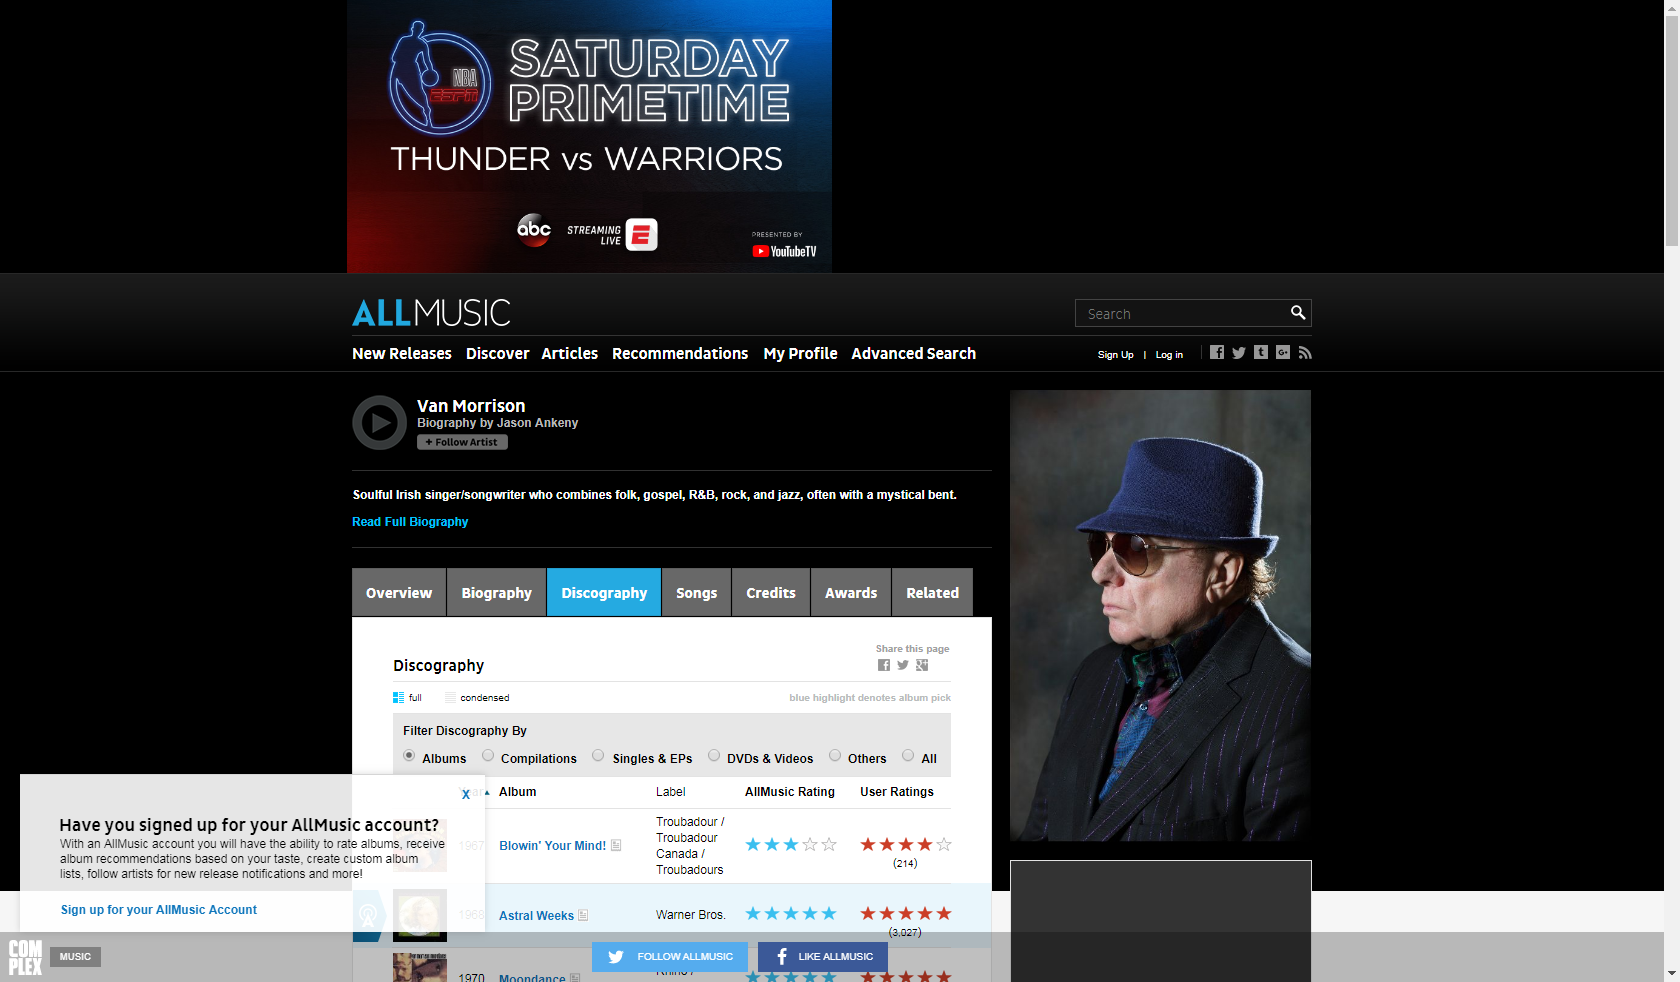 NBA
ESPN
SATURDAY
PRIMETIME
THUNDER vs WARRIORS
abc
STREAMING
LIVE
E
PRESENTED BY
YouTubeTV
ALLMUSIC
Search
New Releases
Discover
Articles
Recommendations
My Profile
Advanced Search
Sign Up | Log in
Van Morrison
Biography by Jason Ankeny
+ Follow Artist
Soulful Irish singer/songwriter who combines folk, gospel, R&B, rock, and jazz, often with a mystical bent.
Read Full Biography
Overview
Biography
Discography
Songs
Credits
Awards
Related
Share this page
Discography
full
condensed
blue highlight denotes album pick
Filter Discography By
Albums
Compilations
Singles & EPs
DVDs & Videos
Others
All
Year
Album
Label
AllMusic Rating
User Ratings
1967
Blowin' Your Mind!
Troubadour /
Troubadour
Canada /
Troubadours
(214)
1968
Astral Weeks
Warner Bros.
(3,027)
1970
Moondance
Rhino /
X
Have you signed up for your AllMusic account?
With an AllMusic account you will have the ability to rate albums, receive
album recommendations based on your taste, create custom album
lists, follow artists for new release notifications and more!
Sign up for your AllMusic Account
COM
PLEX
MUSIC
FOLLOW ALLMUSIC
LIKE ALLMUSIC